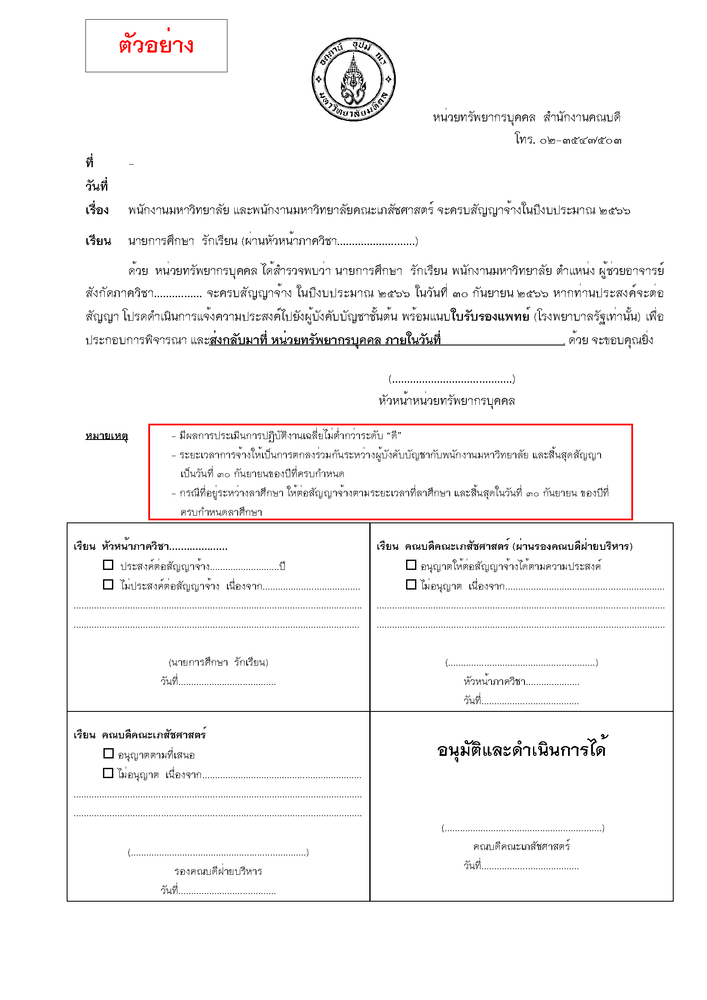 ตัวอย่าง
อตฺตานํ อุปมํ กเร
มหาวิทยาลัยมหิดล
หน่วยทรัพยากรบุคคล สำนักงานคณบดี
โทร. ๐๒-๓๕๔๓๗๕๐๓
ที่ -
วันที่
เรื่อง พนักงานมหาวิทยาลัย และพนักงานมหาวิทยาลัยคณะเภสัชศาสตร์ จะครบสัญญาจ้างในปีงบประมาณ ๒๕๖๖
เรียน นายการศึกษา รักเรียน (ผ่านหัวหน้าภาควิชา..........................)
ด้วย หน่วยทรัพยากรบุคคล ได้สำรวจพบว่า นายการศึกษา รักเรียน พนักงานมหาวิทยาลัย ตำแหน่ง ผู้ช่วยอาจารย์
สังกัดภาควิชา................ จะครบสัญญาจ้าง ในปีงบประมาณ ๒๕๖๖ ในวันที่ ๓๐ กันยายน ๒๕๖๖ หากท่านประสงค์จะต่อ
สัญญา โปรดดำเนินการแจ้งความประสงค์ไปยังผู้บังคับบัญชาชั้นต้น พร้อมแนบใบรับรองแพทย์ (โรงพยาบาลรัฐเท่านั้น) เพื่อ
ประกอบการพิจารณา และส่งกลับมาที่ หน่วยทรัพยากรบุคคล ภายในวันที่ . ด้วย จะขอบคุณยิ่ง
(........................................)
หัวหน้าหน่วยทรัพยากรบุคคล
หมายเหตุ - มีผลการประเมินการปฏิบัติงานเฉลี่ยไม่ต่ำกว่าระดับ “ดี”
- ระยะเวลาการจ้างให้เป็นการตกลงร่วมกันระหว่างผู้บังคับบัญชากับพนักงานมหาวิทยาลัย และสิ้นสุดสัญญา
เป็นวันที่ ๓๐ กันยายนของปีที่ครบกำหนด
- กรณีที่อยู่ระหว่างลาศึกษา ให้ต่อสัญญาจ้างตามระยะเวลาที่ลาศึกษา และสิ้นสุดในวันที่ ๓๐ กันยายน ของปีที่
ครบกำหนดลาศึกษา
เรียน หัวหน้าภาควิชา....................
☐ ประสงค์ต่อสัญญาจ้าง...........................ปี
☐ ไม่ประสงค์ต่อสัญญาจ้าง เนื่องจาก......................................
................................................................................................................
...............................................................................................................
(นายการศึกษา รักเรียน)
วันที่......................................
เรียน คณบดีคณะเภสัชศาสตร์ (ผ่านรองคณบดีฝ่ายบริหาร)
☐ อนุญาตให้ต่อสัญญาจ้างได้ตามความประสงค์
☐ ไม่อนุญาต เนื่องจาก..............................................................
................................................................................................................
................................................................................................................
(.........................................................)
หัวหน้าภาควิชา.....................
วันที่......................................
เรียน คณบดีคณะเภสัชศาสตร์
☐ อนุญาตตามที่เสนอ
☐ ไม่อนุญาต เนื่องจาก..............................................................
................................................................................................................
................................................................................................................
(....................................................................)
รองคณบดีฝ่ายบริหาร
วันที่......................................
อนุมัติและดำเนินการได้
(.............................................................)
คณบดีคณะเภสัชศาสตร์
วันที่......................................